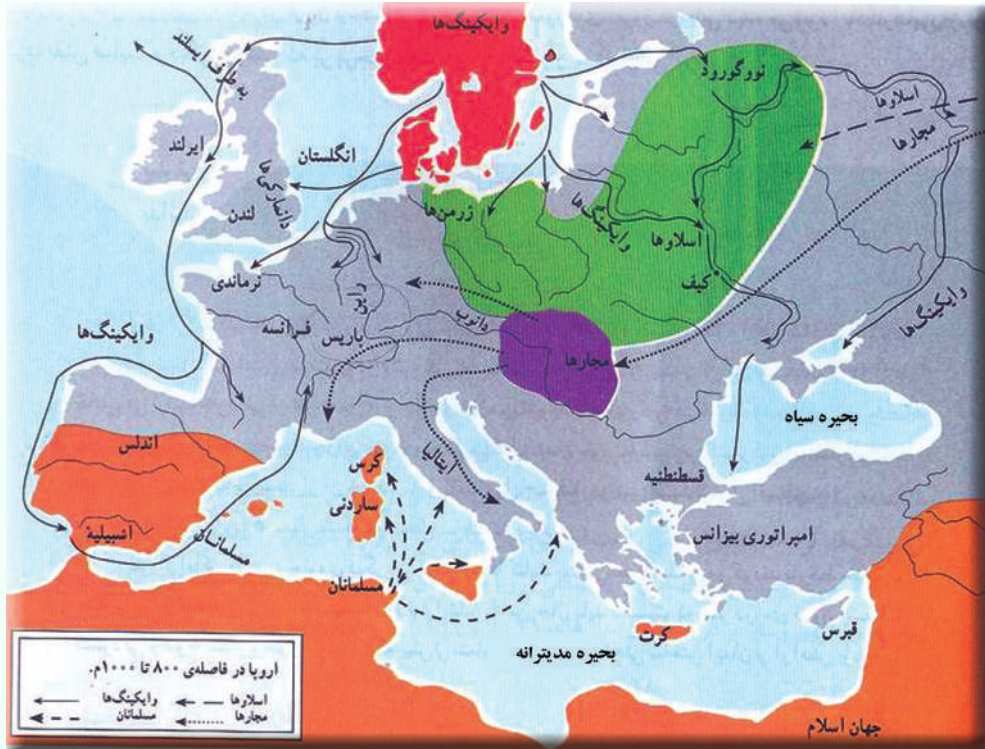 وایکینگ‌ها
به طرف ایسلند
نووگورود
اسلاوها
مجارها
ایرلند
انگلستان
دانمارکی‌ها
لندن
ژرمن‌ها
وایکینگ‌ها
اسلاوها
کیف
نرماندی
راین
وایکینگ‌ها
فرانسه
پاریس
دانوب
وایکینگ‌ها
مجارها
بحیره سیاه
اندلس
کرس
ایتالیا
قسطنطنیه
ساردنی
امپراتوری بیزانس
اشبیلیة
مسلمانان
مسلمانان
قبرس
کرت
بحیره مدیترانه
جهان اسلام
اروپا در فاصله‌ی ۸۰۰ تا ۱۰۰۰م.
اسلاوها
وایکینگ‌ها
مجارها
مسلمانان